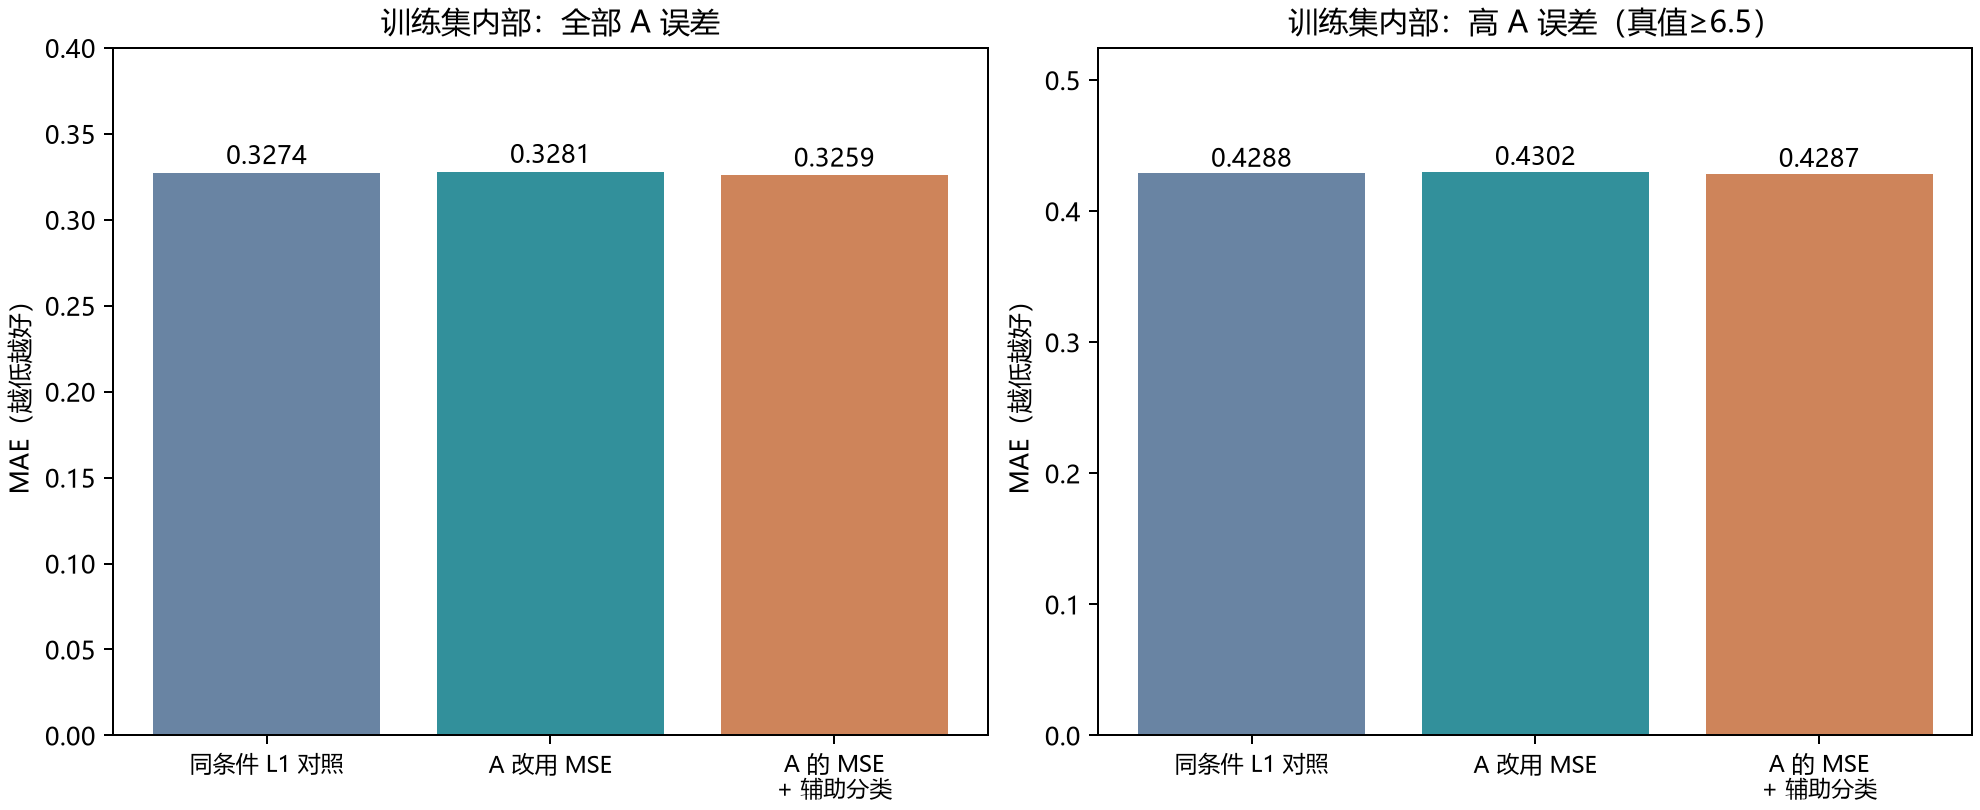 训练集内部：全部 A 误差
MAE（越低越好）
0.40
0.35
0.30
0.25
0.20
0.15
0.10
0.05
0.00
0.3274
0.3281
0.3259
同条件 L1 对照
A 改用 MSE
A 的 MSE
+ 辅助分类
训练集内部：高 A 误差（真值≥6.5）
MAE（越低越好）
0.5
0.4
0.3
0.2
0.1
0.0
0.4288
0.4302
0.4287
同条件 L1 对照
A 改用 MSE
A 的 MSE
+ 辅助分类